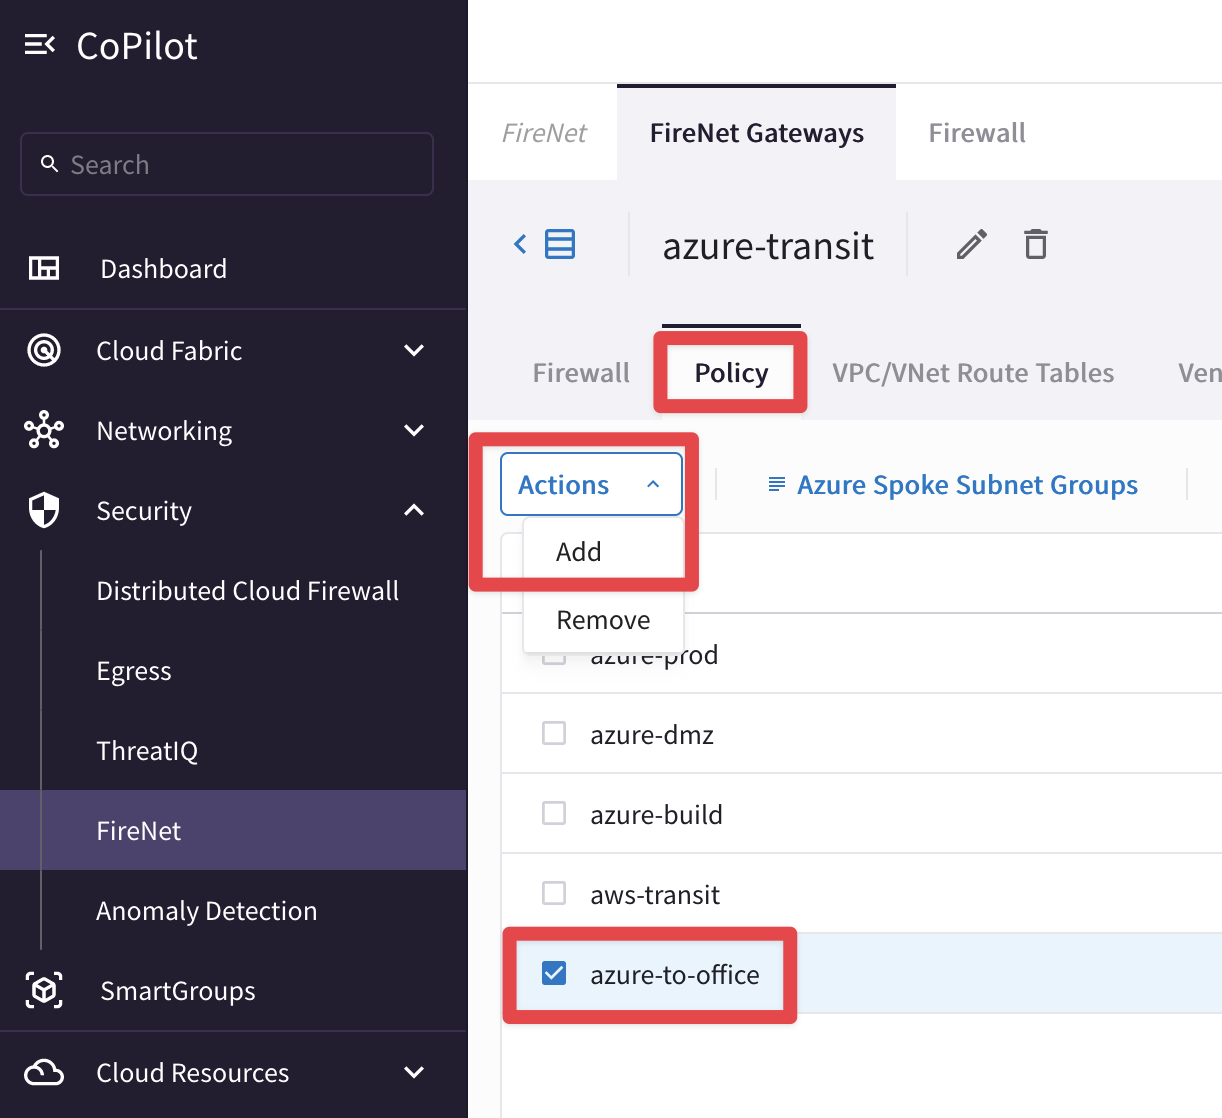 CoPilot
Search
Dashboard
Cloud Fabric
Networking
Security
Distributed Cloud Firewall
Egress
ThreatIQ
FireNet
Anomaly Detection
SmartGroups
Cloud Resources
FireNet FireNet Gateways Firewall
azure-transit
Firewall Policy VPC/VNet Route Tables Ven
Actions Azure Spoke Subnet Groups
Add
Remove
azure-prod
azure-dmz
azure-build
aws-transit
azure-to-office